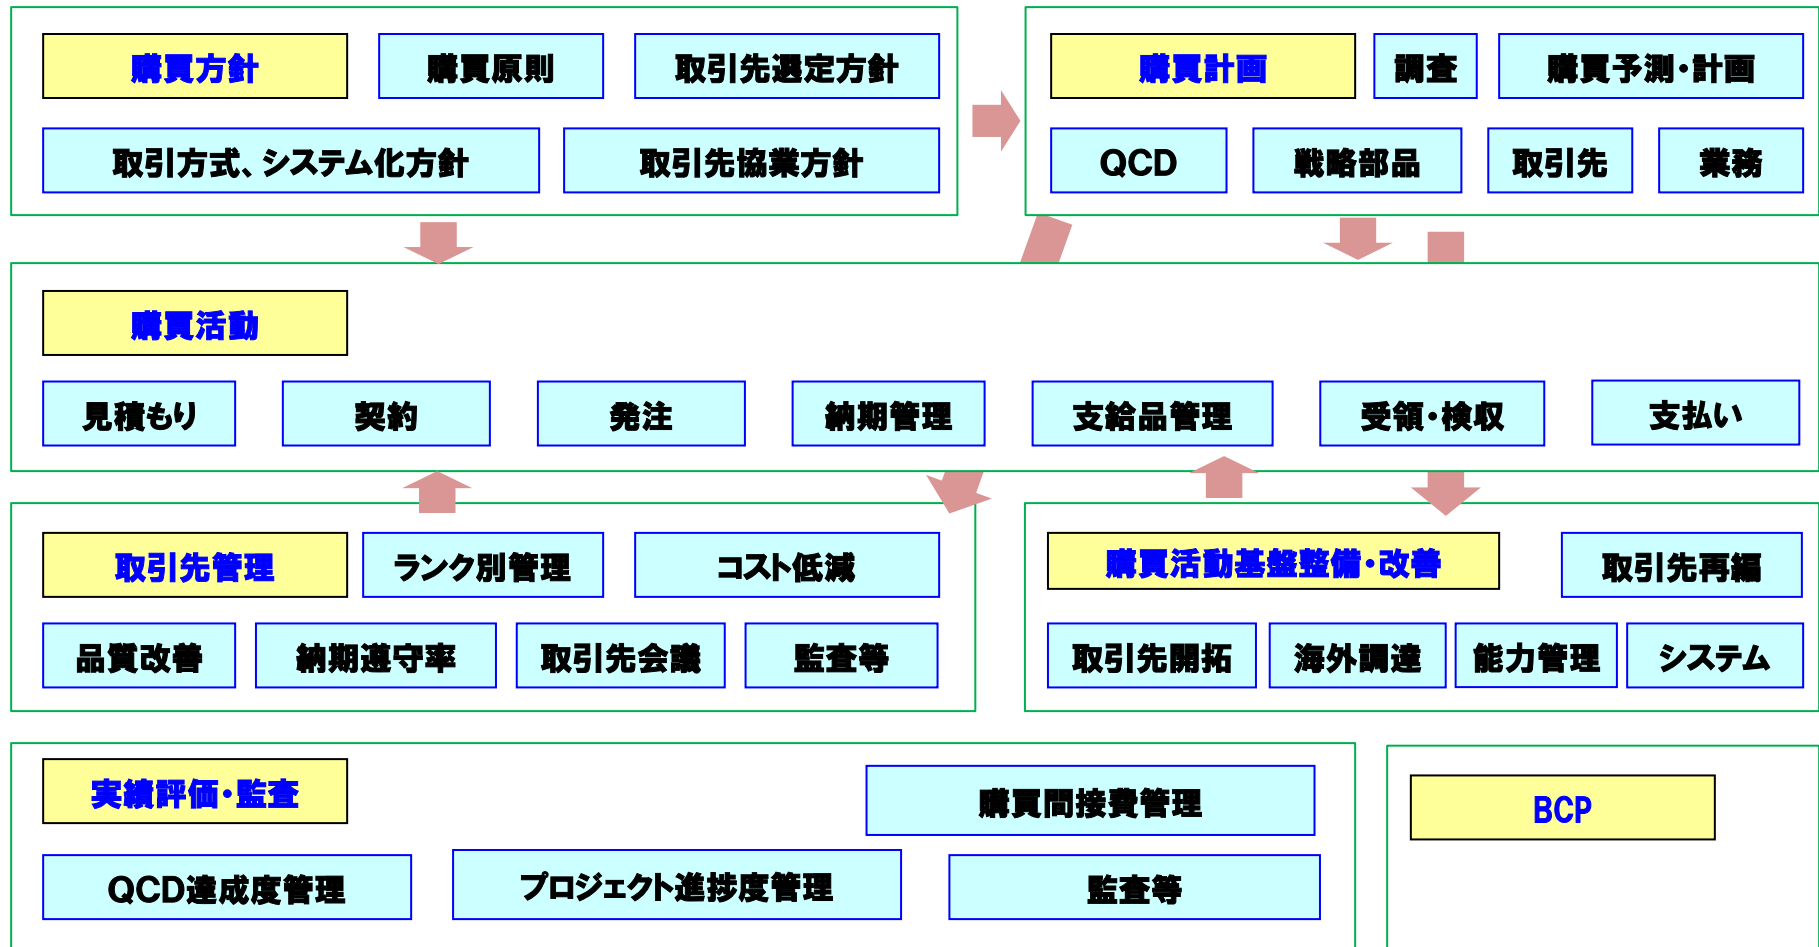 購買方針
購買原則
取引先選定方針
取引方式、システム化方針
取引先協業方針
購買計画
調査
購買予測・計画
QCD
戦略部品
取引先
業務
購買活動
見積もり
契約
発注
納期管理
支給品管理
受領・検収
支払い
取引先管理
ランク別管理
コスト低減
品質改善
納期遵守率
取引先会議
監査等
購買活動基盤整備・改善
取引先再編
取引先開拓
海外調達
能力管理
システム
実績評価・監査
購買間接費管理
QCD達成度管理
プロジェクト進捗度管理
監査等
BCP